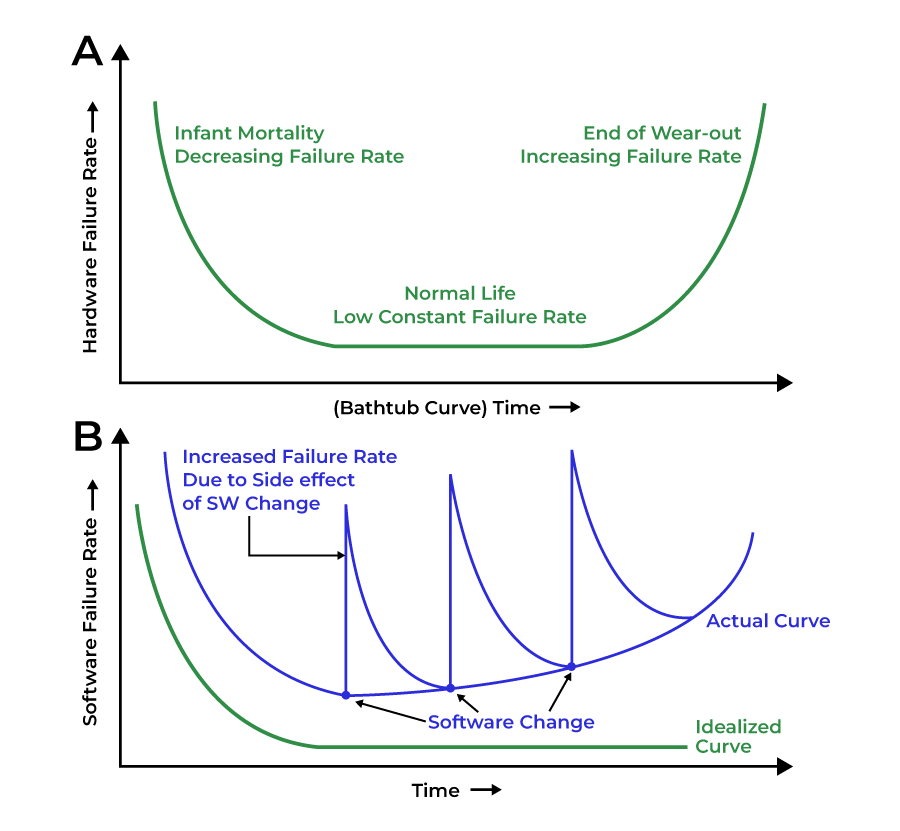 A
Hardware Failure Rate
Infant Mortality
Decreasing Failure Rate
End of Wear-out
Increasing Failure Rate
Normal Life
Low Constant Failure Rate
(Bathtub Curve) Time
B
Software Failure Rate
Increased Failure Rate
Due to Side effect
of SW Change
Actual Curve
Software Change
Idealized
Curve
Time